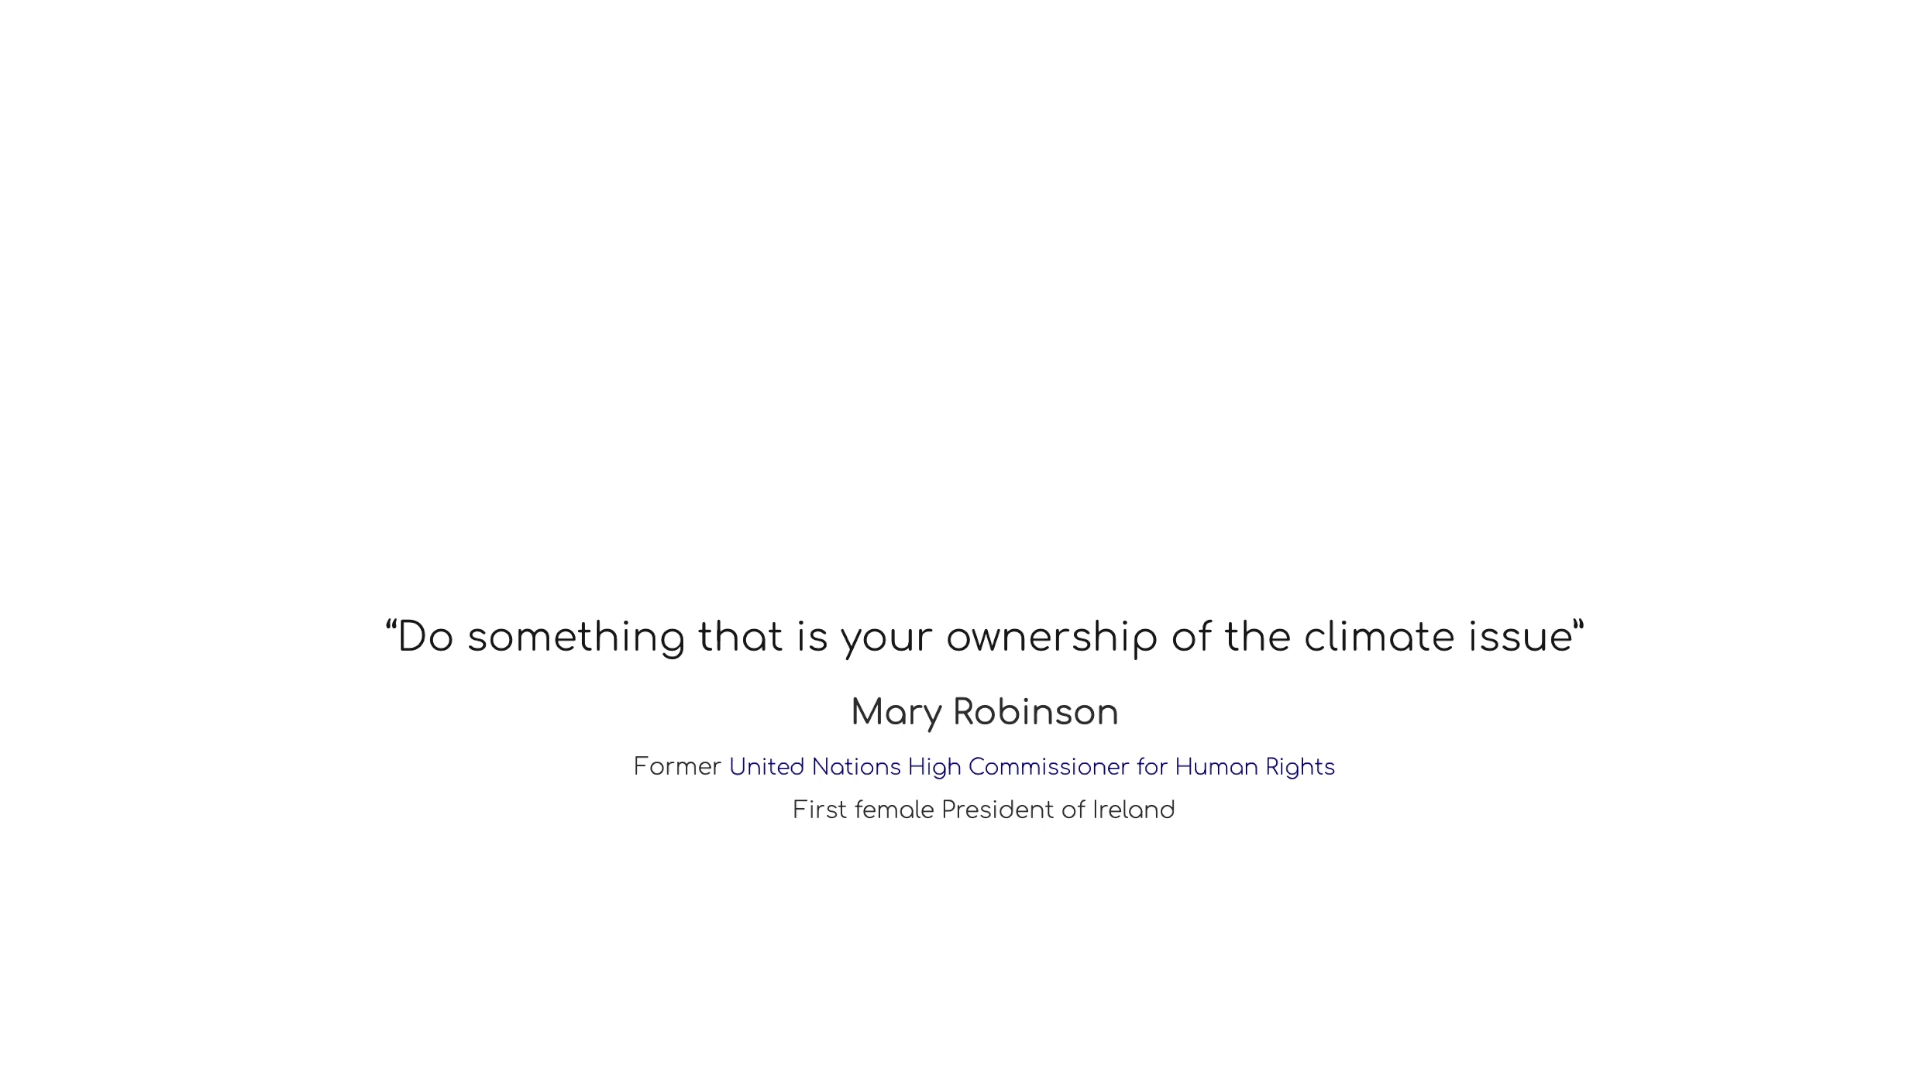 “Do something that is your ownership of the climate issue”
Mary Robinson
Former United Nations High Commissioner for Human Rights
First female President of Ireland